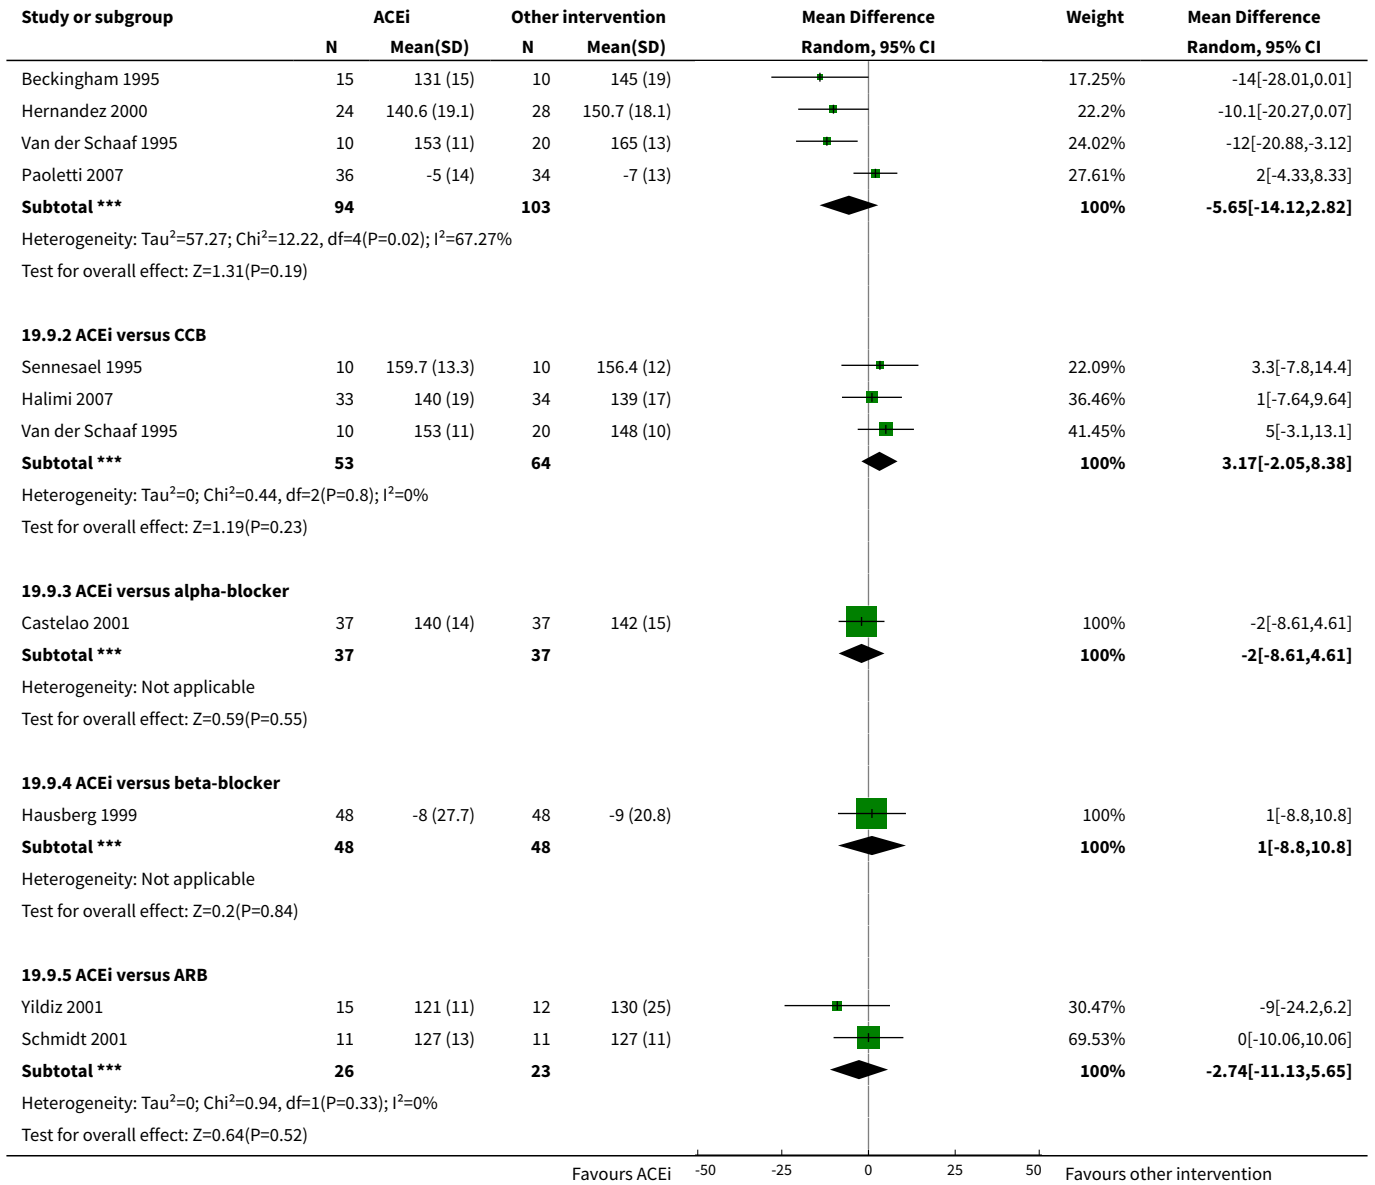 Study or subgroup ACEi Other intervention Mean Difference Weight Mean Difference
N Mean(SD) N Mean(SD) Random, 95% CI Random, 95% CI
Beckingham 1995 15 131 (15) 10 145 (19) 17.25% -14[-28.01,0.01]
Hernandez 2000 24 140.6 (19.1) 28 150.7 (18.1) 22.2% -10.1[-20.27,0.07]
Van der Schaaf 1995 10 153 (11) 20 165 (13) 24.02% -12[-20.88,-3.12]
Paoletti 2007 36 -5 (14) 34 -7 (13) 27.61% 2[-4.33,8.33]
Subtotal *** 94 103 100% -5.65[-14.12,2.82]
Heterogeneity: Tau²=57.27; Chi²=12.22, df=4(P=0.02); I²=67.27%
Test for overall effect: Z=1.31(P=0.19)
19.9.2 ACEi versus CCB
Sennesael 1995 10 159.7 (13.3) 10 156.4 (12) 22.09% 3.3[-7.8,14.4]
Halimi 2007 33 140 (19) 34 139 (17) 36.46% 1[-7.64,9.64]
Van der Schaaf 1995 10 153 (11) 20 148 (10) 41.45% 5[-3.1,13.1]
Subtotal *** 53 64 100% 3.17[-2.05,8.38]
Heterogeneity: Tau²=0; Chi²=0.44, df=2(P=0.8); I²=0%
Test for overall effect: Z=1.19(P=0.23)
19.9.3 ACEi versus alpha-blocker
Castelao 2001 37 140 (14) 37 142 (15) 100% -2[-8.61,4.61]
Subtotal *** 37 37 100% -2[-8.61,4.61]
Heterogeneity: Not applicable
Test for overall effect: Z=0.59(P=0.55)
19.9.4 ACEi versus beta-blocker
Hausberg 1999 48 -8 (27.7) 48 -9 (20.8) 100% 1[-8.8,10.8]
Subtotal *** 48 48 100% 1[-8.8,10.8]
Heterogeneity: Not applicable
Test for overall effect: Z=0.2(P=0.84)
19.9.5 ACEi versus ARB
Yildiz 2001 15 121 (11) 12 130 (25) 30.47% -9[-24.2,6.2]
Schmidt 2001 11 127 (13) 11 127 (11) 69.53% 0[-10.06,10.06]
Subtotal *** 26 23 100% -2.74[-11.13,5.65]
Heterogeneity: Tau²=0; Chi²=0.94, df=1(P=0.33); I²=0%
Test for overall effect: Z=0.64(P=0.52)
Favours ACEi -50 -25 0 25 50 Favours other intervention